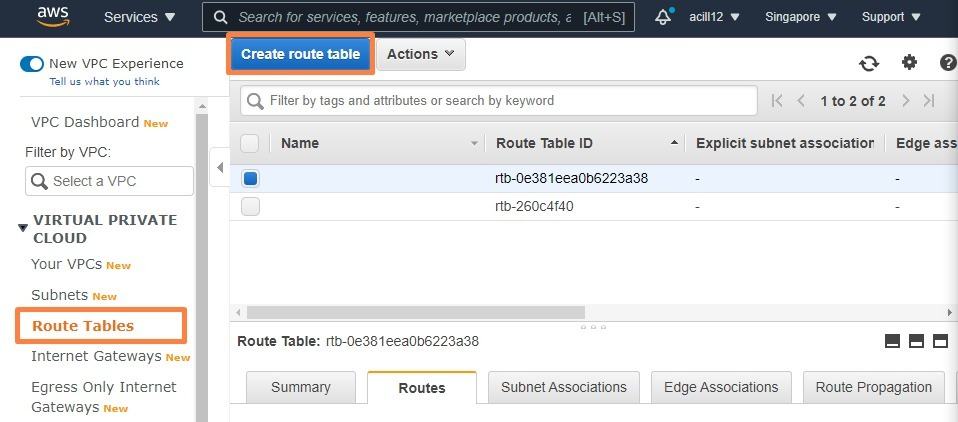 aws
Services
Search for services, features, marketplace products, a [Alt+S]
acill12
Singapore
Support
New VPC Experience
Tell us what you think
VPC Dashboard New
Filter by VPC:
Select a VPC
VIRTUAL PRIVATE
CLOUD
Your VPCs New
Subnets New
Route Tables
Internet Gateways New
Egress Only Internet
Gateways New
Create route table
Actions
Filter by tags and attributes or search by keyword
1 to 2 of 2
Name Route Table ID Explicit subnet association Edge ass
rtb-0e381eea0b6223a38 - -
rtb-260c4f40 - -
Route Table: rtb-0e381eea0b6223a38
Summary Routes Subnet Associations Edge Associations Route Propagation